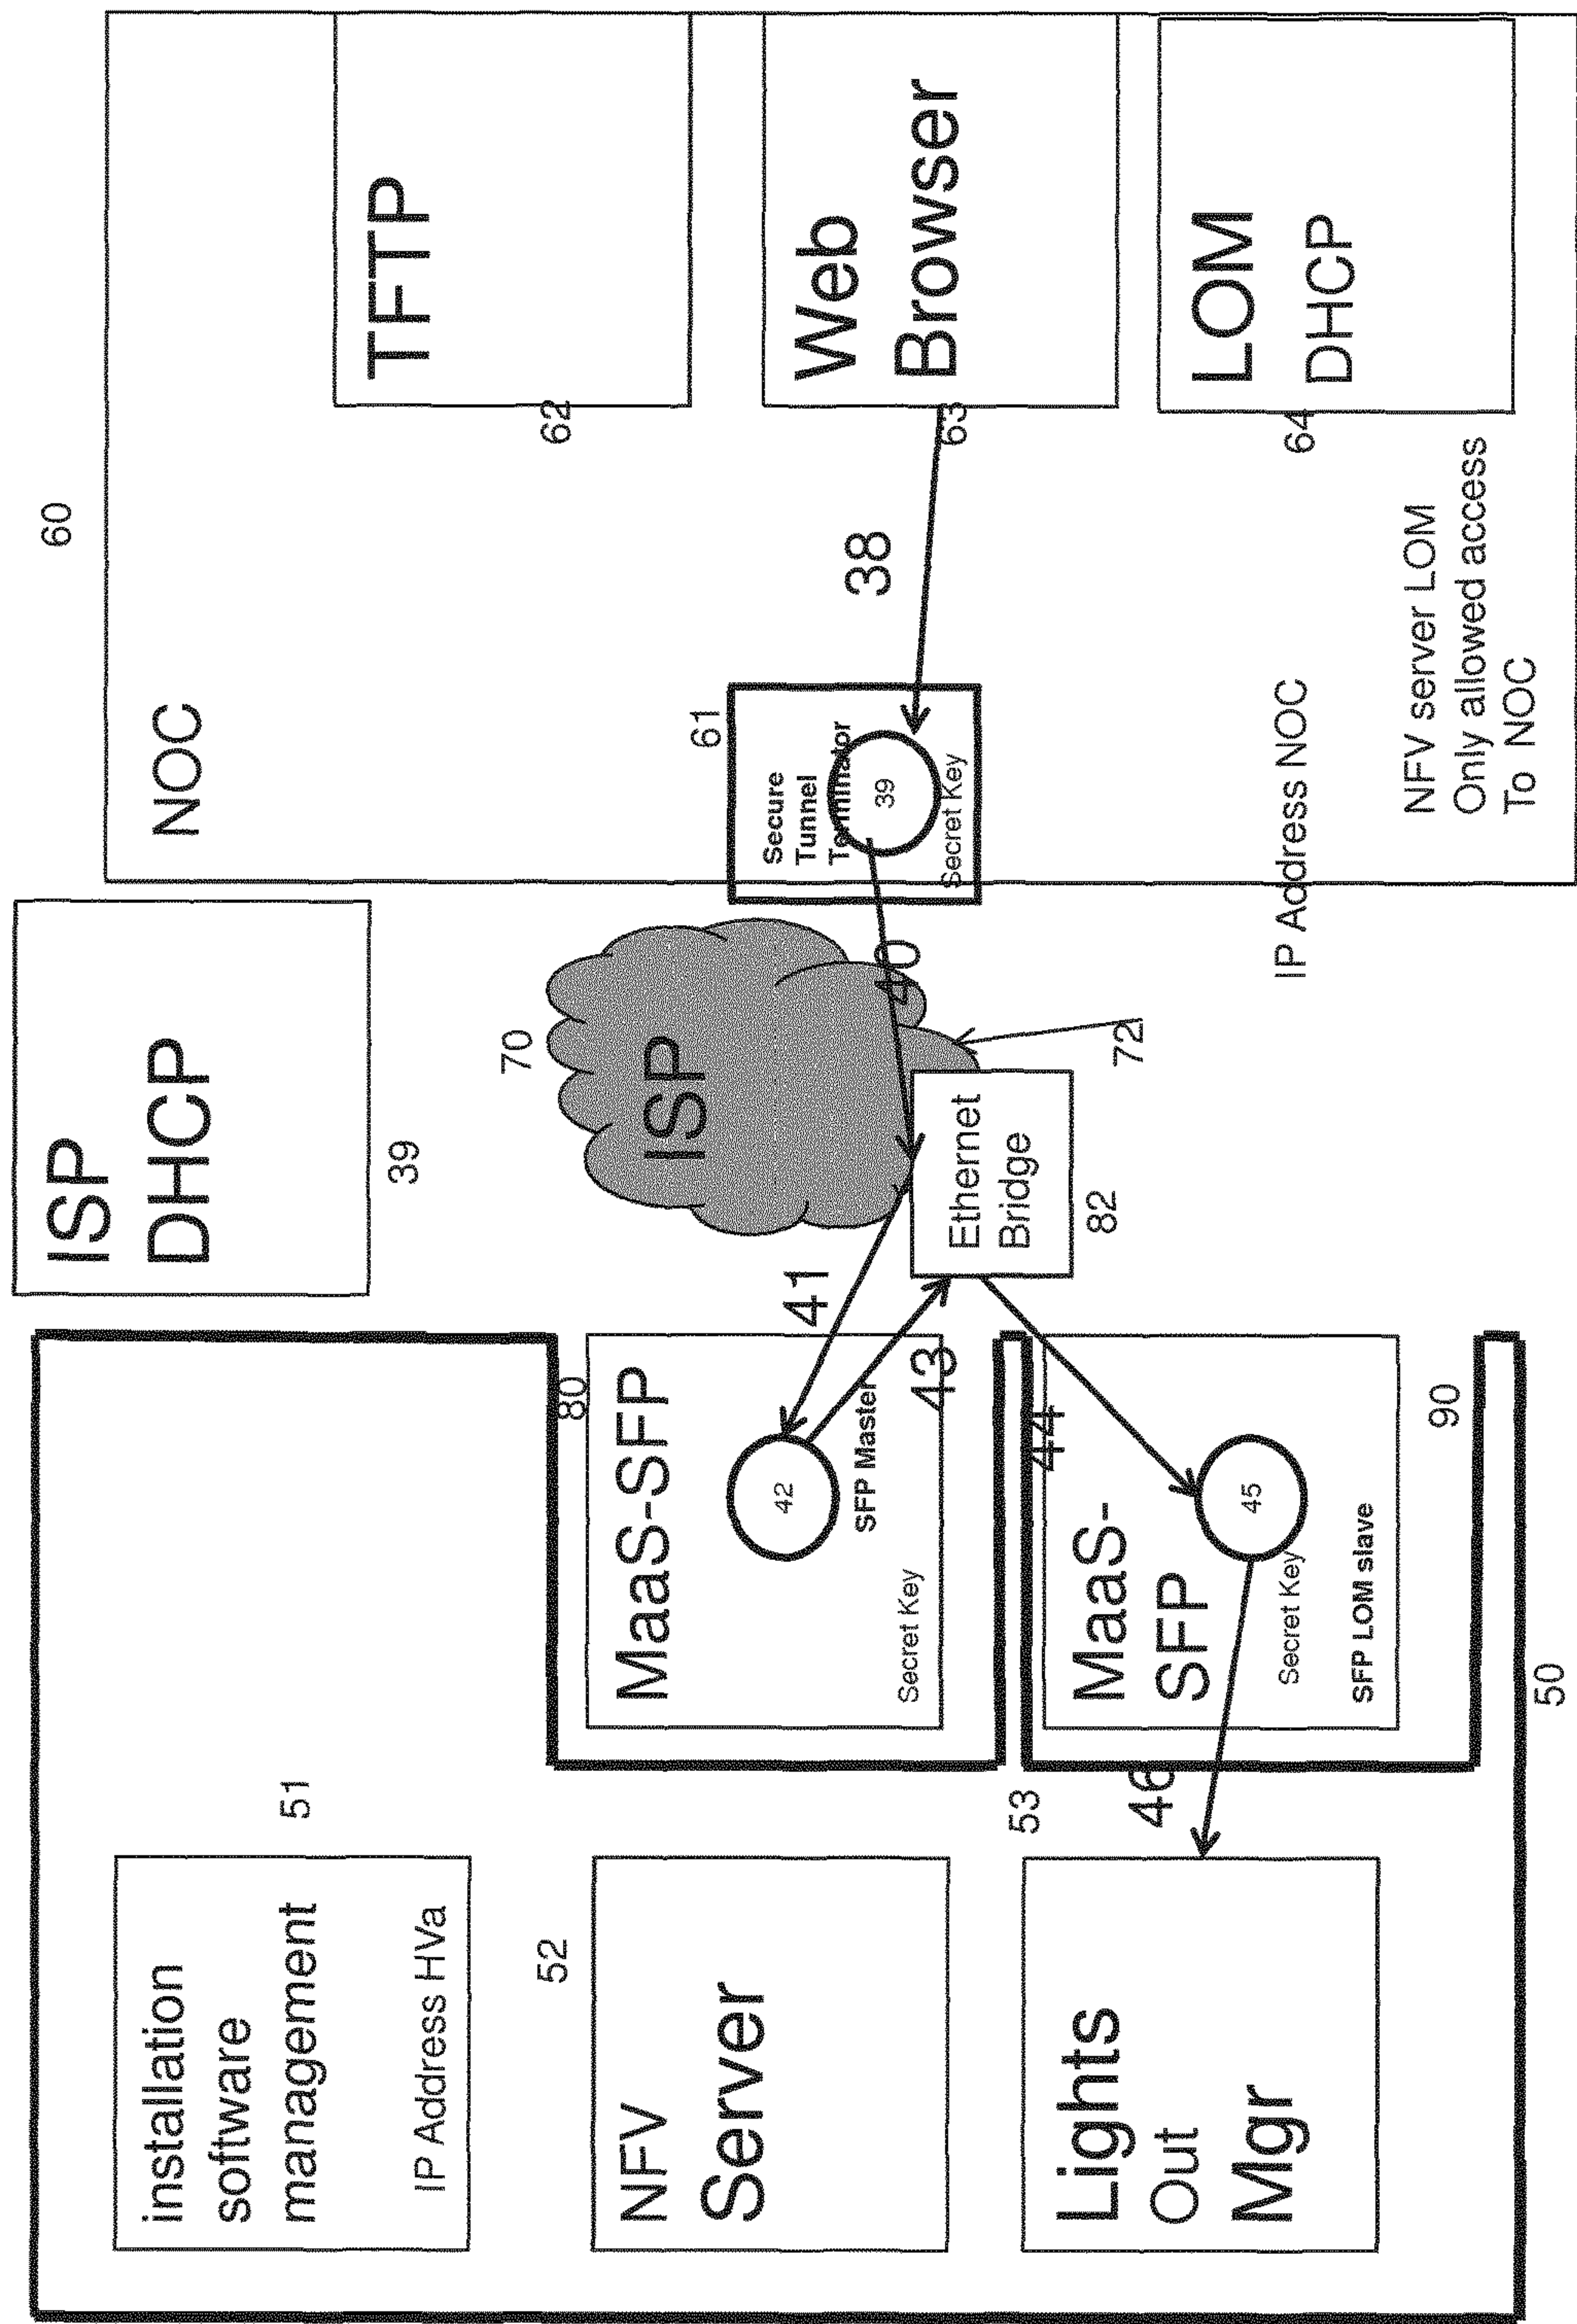 installation
software
management
IP Address HVa
51
52
NFV
Server
53
Lights
Out
Mgr
46
50
80
MaaS-SFP
42
SFP Master
Secret Key
43
41
44
MaaS-
SFP
45
Secret Key
SFP LOM slave
90
ISP
DHCP
39
70
ISP
40
Ethernet
Bridge
82
72
60
NOC
61
Secure
Tunnel
Terminator
39
Secret Key
38
IP Address NOC
NFV server LOM
Only allowed access
To NOC
TFTP
62
Web
Browser
63
LOM
DHCP
64